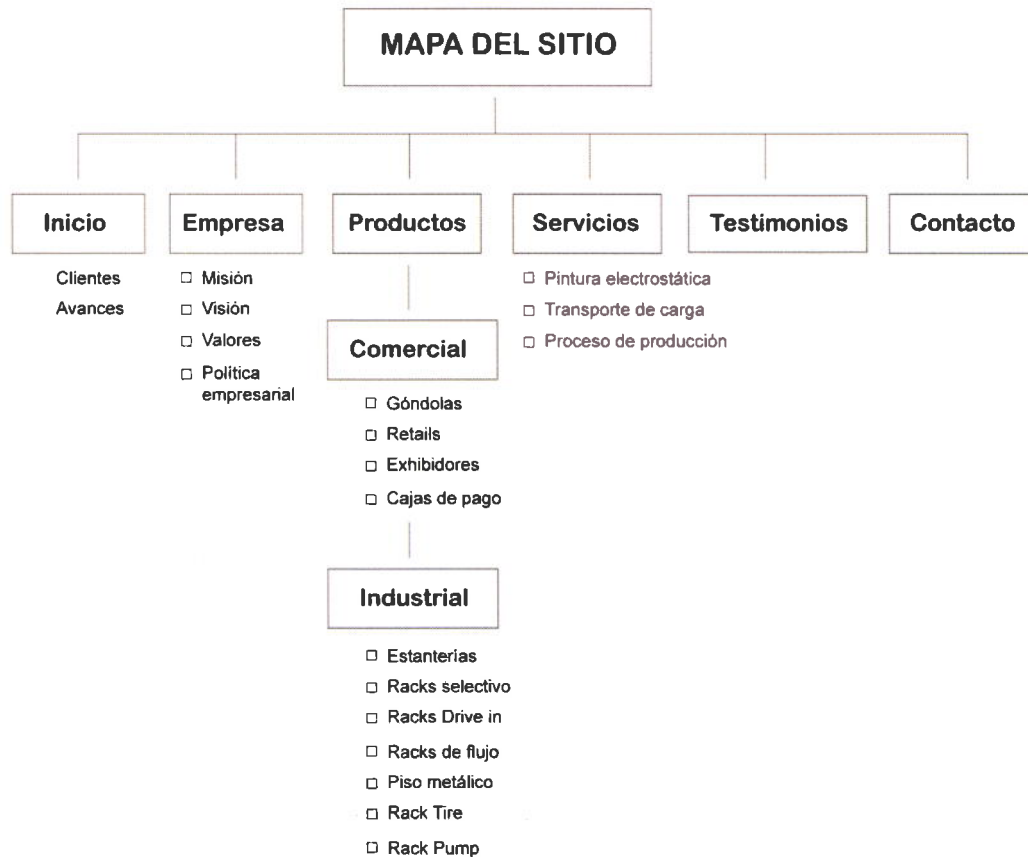 MAPA DEL SITIO
Inicio
Clientes
Avances
Empresa
Misión
Visión
Valores
Política
empresarial
Productos
Comercial
Góndolas
Retails
Exhibidores
Cajas de pago
Industrial
Estanterías
Racks selectivo
Racks Drive in
Racks de flujo
Piso metálico
Rack Tire
Rack Pump
Servicios
Pintura electrostática
Transporte de carga
Proceso de producción
Testimonios
Contacto